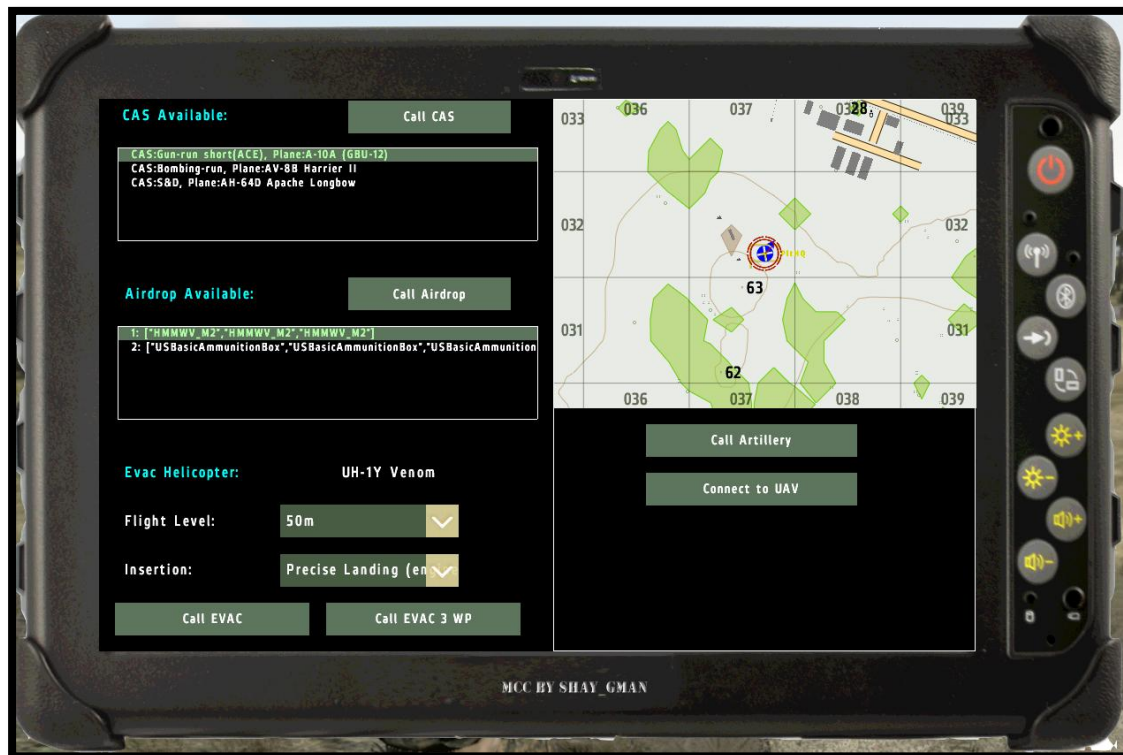 CAS Available:
Call CAS
CAS:Gun-run short(ACE), Plane:A-10A (GBU-12)
CAS:Bombing-run, Plane:AV-8B Harrier II
CAS:S&D, Plane:AH-64D Apache Longbow
Airdrop Available:
Call Airdrop
1: ["HMMWV_M2","HMMWV_M2","HMMWV_M2"]
2: ["USBasicAmmunitionBox","USBasicAmmunitionBox","USBasicAmmunition
Evac Helicopter:
UH-1Y Venom
Flight Level:
50m
Insertion:
Precise Landing (en
Call EVAC
Call EVAC 3 WP
036
037
28
039
033
033
032
032
63
031
031
62
036
037
038
039
Call Artillery
Connect to UAV
MCC BY SHAY_GMAN